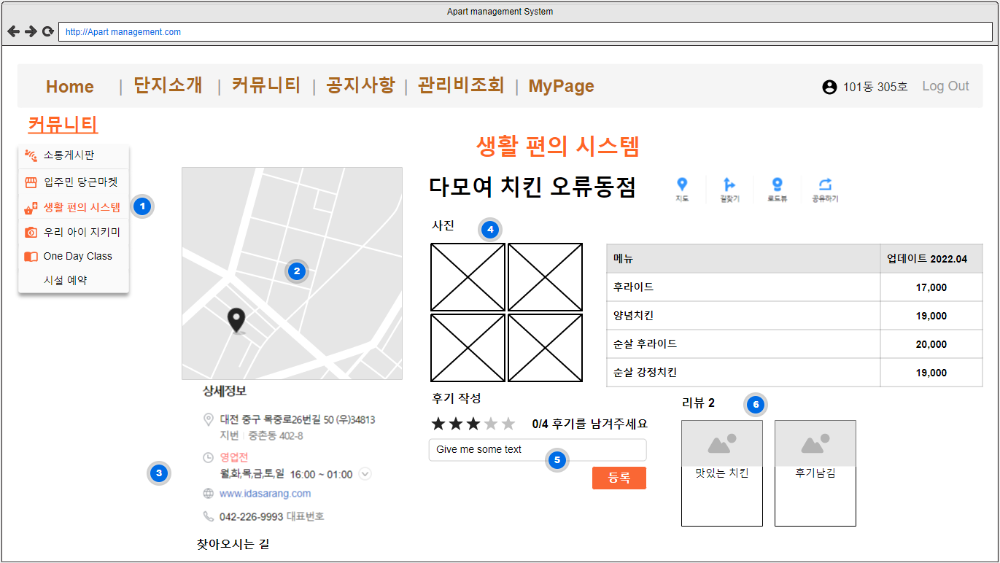 Apart management System
http://Apart management.com
Home | 단지소개 | 커뮤니티 | 공지사항 | 관리비조회 | MyPage
101동 305호 Log Out
커뮤니티
소통게시판
입주민 당근마켓
생활 편의 시스템
1
우리 아이 지키미
One Day Class
시설 예약
생활 편의 시스템
다모여 치킨 오류동점
지도 길찾기 로드뷰 공유하기
2
상세정보
대전 중구 목중로26번길 50 (우)34813
지번 | 중촌동 402-8
영업전
월,화,목,금,토,일 16:00 ~ 01:00
3
www.idasarang.com
042-226-9993 대표번호
찾아오시는 길
사진
4
메뉴 업데이트 2022.04
후라이드 17,000
양념치킨 19,000
순살 후라이드 20,000
순살 강정치킨 19,000
후기 작성
0/4 후기를 남겨주세요
Give me some text
5
등록
리뷰 2
6
맛있는 치킨
후기남김